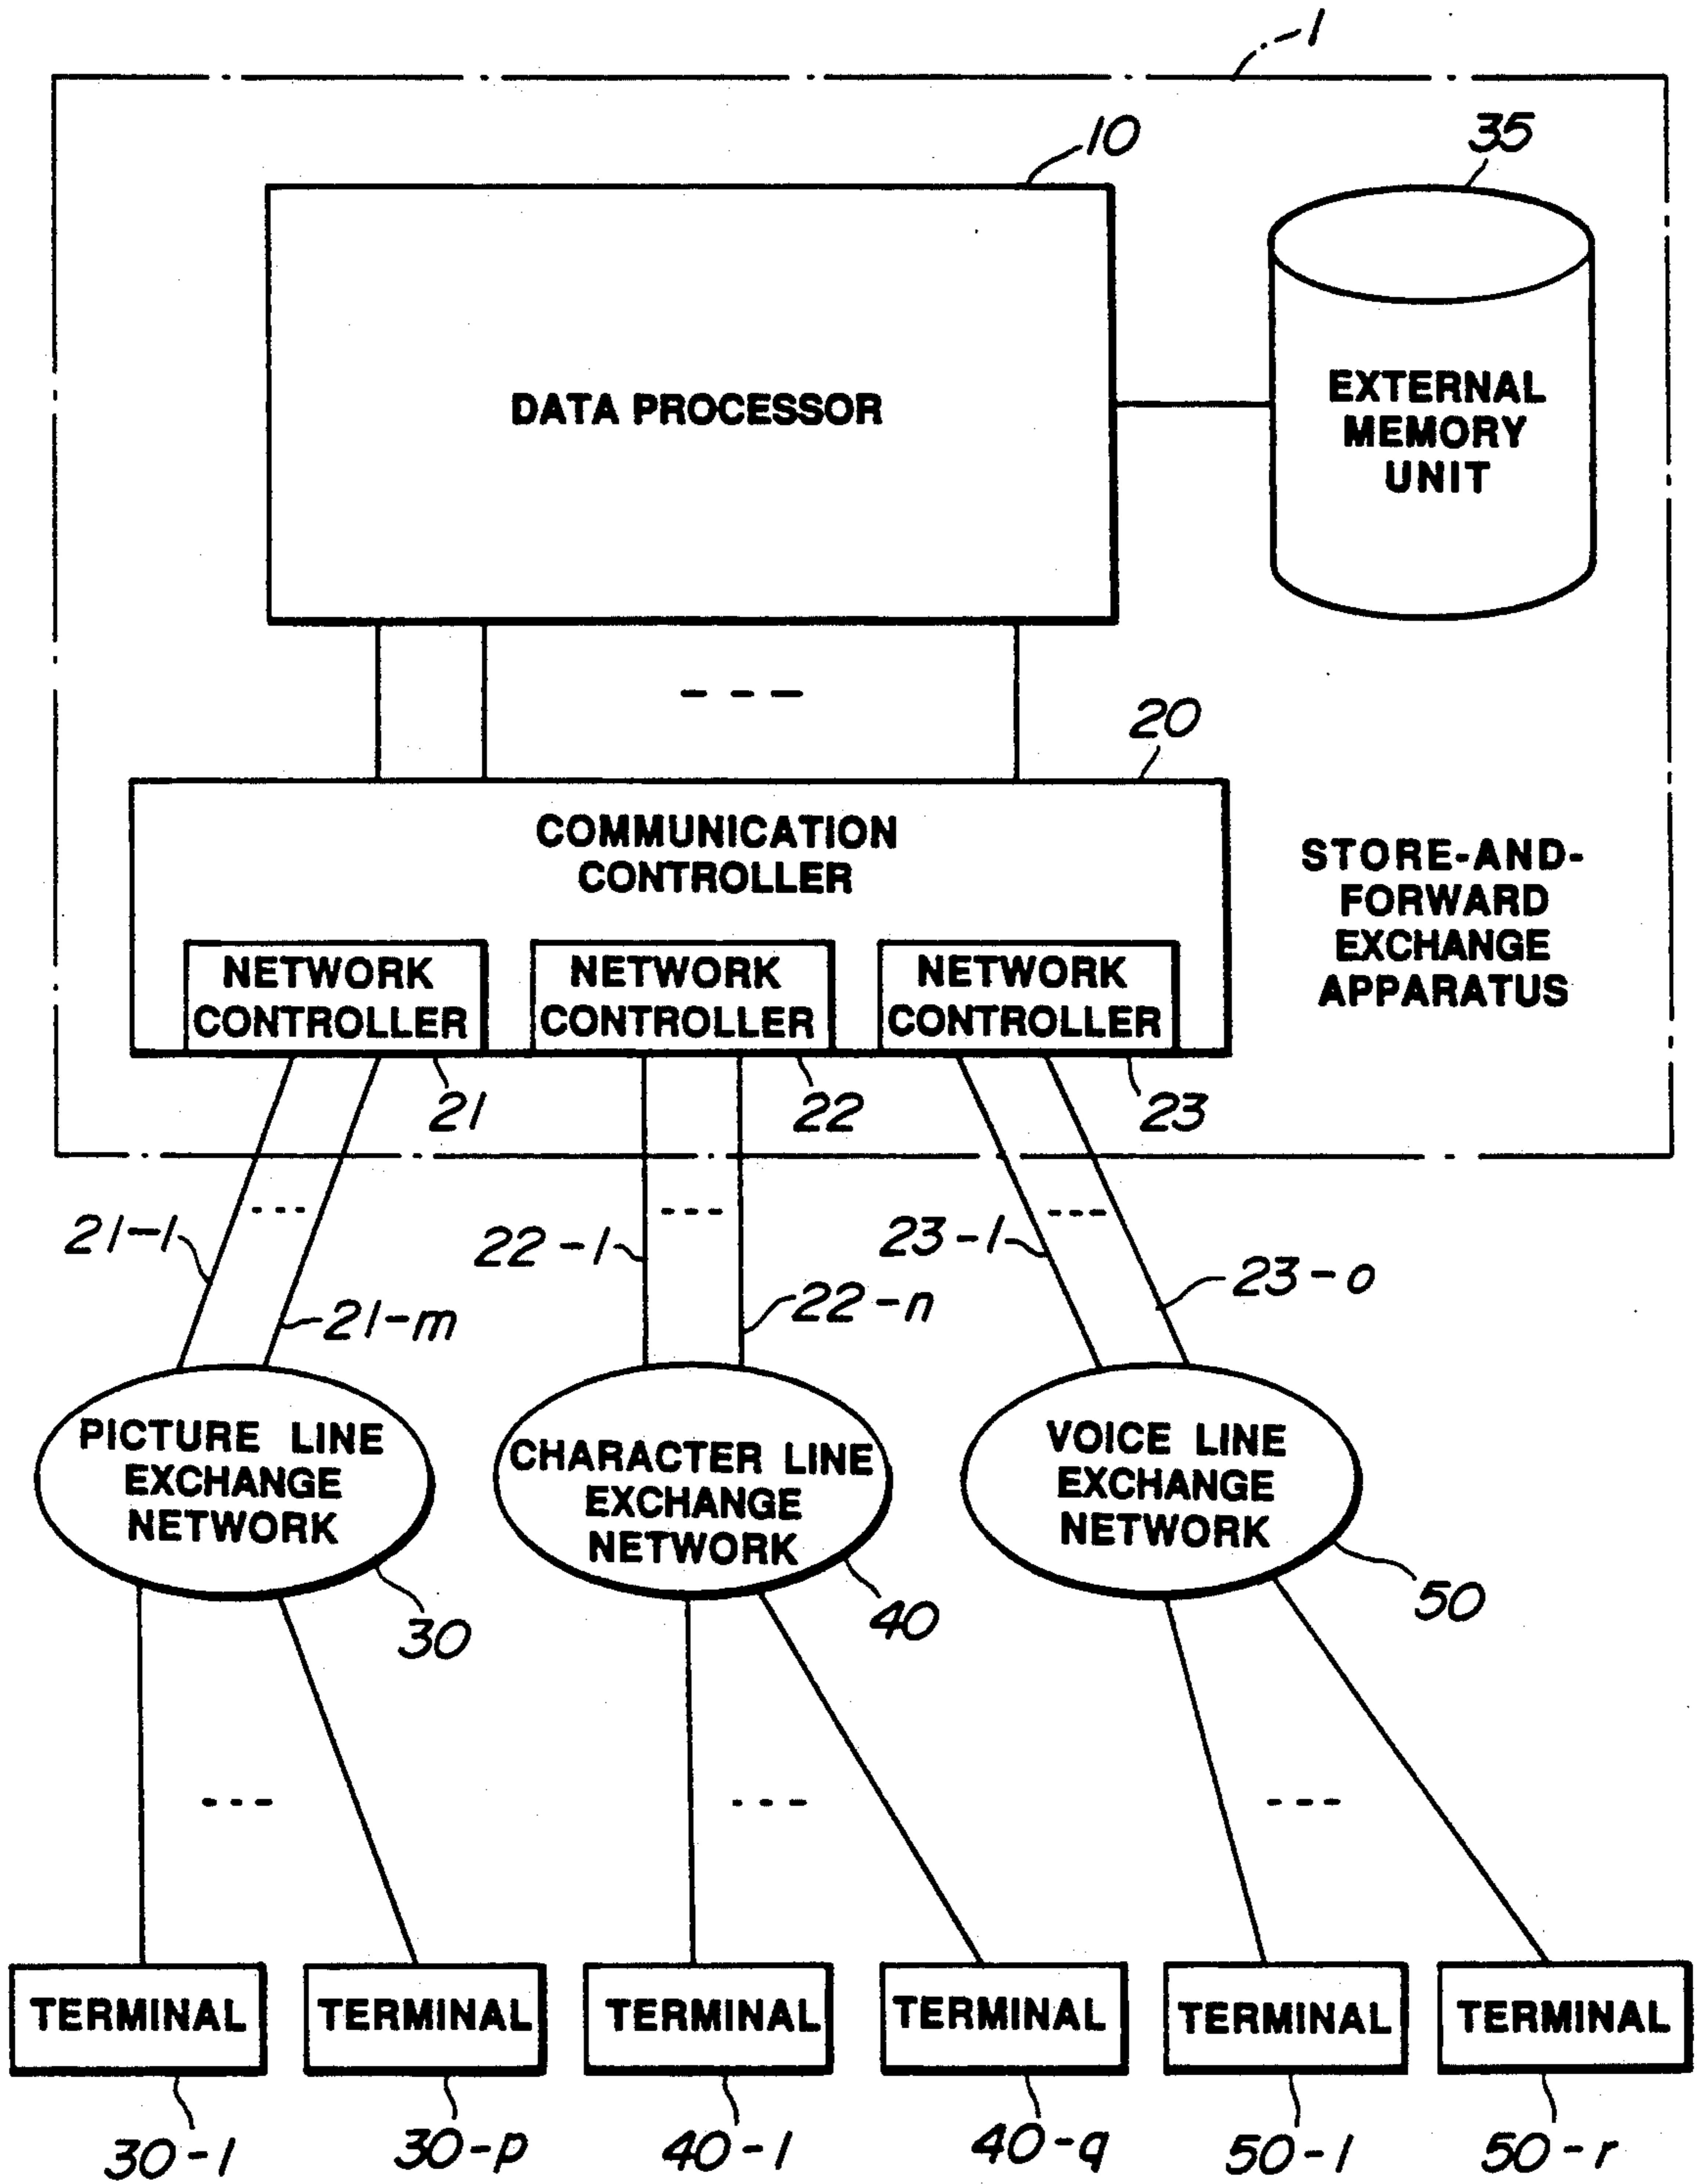 1
10
35
DATA PROCESSOR
EXTERNAL
MEMORY
UNIT
20
COMMUNICATION
CONTROLLER
STORE-AND-
FORWARD
EXCHANGE
APPARATUS
NETWORK
CONTROLLER
NETWORK
CONTROLLER
NETWORK
CONTROLLER
21
22
23
21-1
21-m
22-1
22-n
23-1
23-o
PICTURE LINE
EXCHANGE
NETWORK
CHARACTER LINE
EXCHANGE
NETWORK
VOICE LINE
EXCHANGE
NETWORK
30
40
50
TERMINAL
TERMINAL
TERMINAL
TERMINAL
TERMINAL
TERMINAL
30-1
30-p
40-1
40-q
50-1
50-r